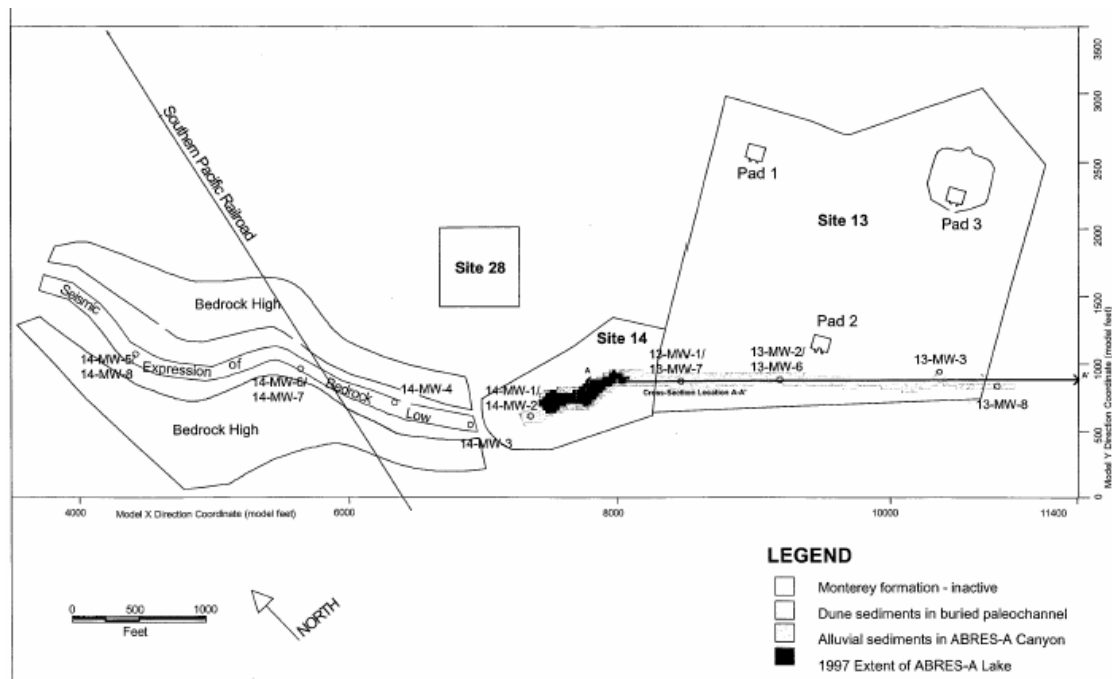 Southern Pacific Railroad
Pad 1
Pad 3
Site 13
Site 28
Pad 2
Site 14
Bedrock High
Seismic
Expression
of
Bedrock
Low
Bedrock High
14-MW-5/
14-MW-8
14-MW-6/
14-MW-7
14-MW-4
14-MW-3
14-MW-1/
14-MW-2
13-MW-1/
13-MW-7
13-MW-2/
13-MW-6
13-MW-3
13-MW-8
A
A'
Cross-Section Location A-A'
3500
3000
2500
2000
1500
1000
500
0
Model Y Direction Coordinate (model feet)
4000
6000
8000
10000
11400
Model X Direction Coordinate (model feet)
0
500
1000
Feet
NORTH
LEGEND
Monterey formation - inactive
Dune sediments in buried paleochannel
Alluvial sediments in ABRES-A Canyon
1997 Extent of ABRES-A Lake